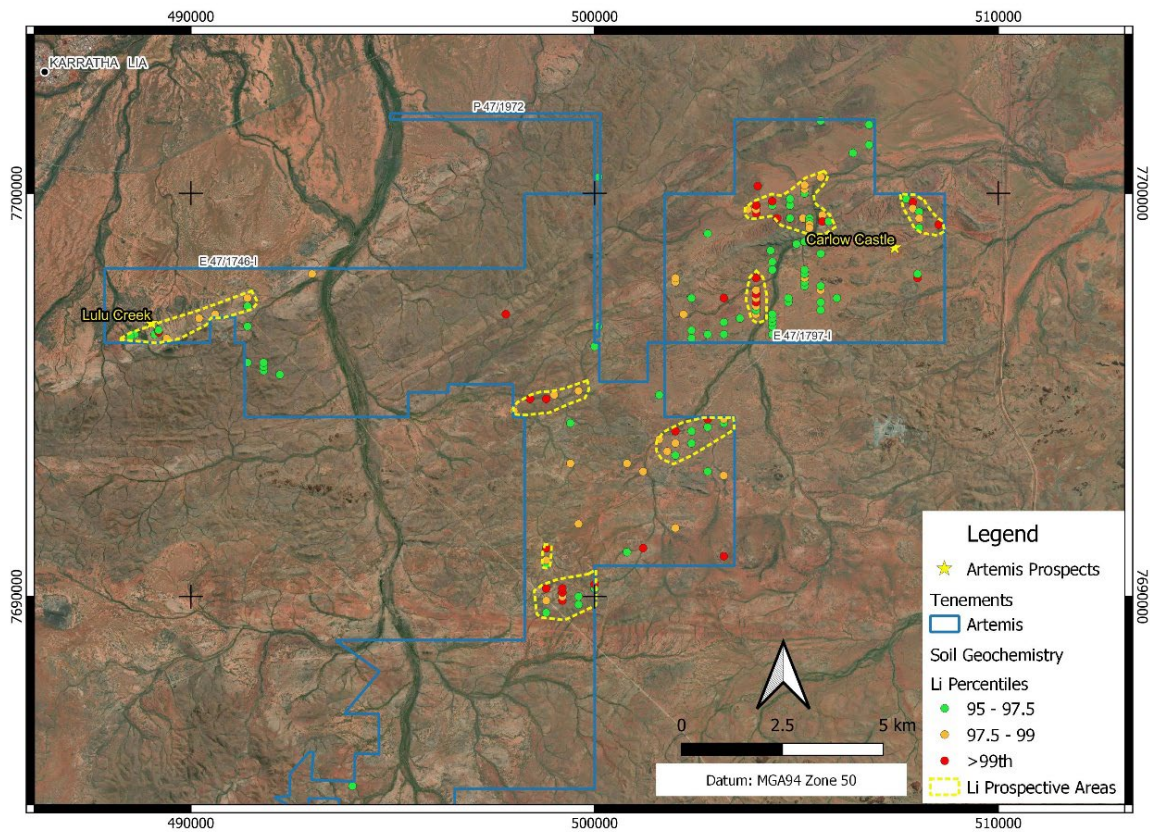 490000
500000
510000
KARRATHA LIA
P 47/1972
7700000
7700000
Carlow Castle
E 47/1746-I
Lulu Creek
E 47/1797-I
Legend
Artemis Prospects
Tenements
Artemis
Soil Geochemistry
Li Percentiles
95 - 97.5
97.5 - 99
>99th
Li Prospective Areas
7690000
7690000
0
2.5
5 km
Datum: MGA94 Zone 50
490000
500000
510000